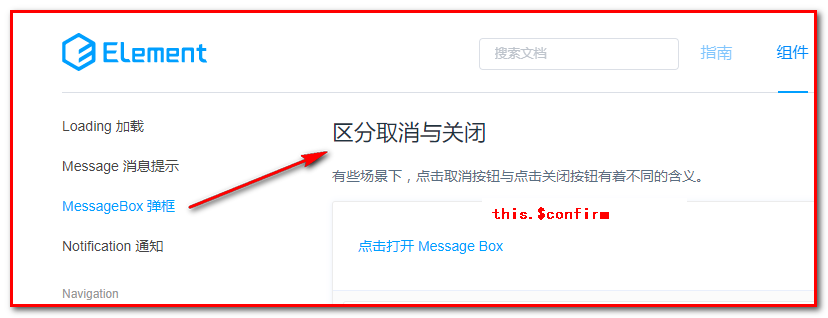 Element
搜索文档
指南
组件
Loading 加载
Message 消息提示
MessageBox 弹框
Notification 通知
Navigation
区分取消与关闭
有些场景下，点击取消按钮与点击关闭按钮有着不同的含义。
this.$confirm
点击打开 Message Box